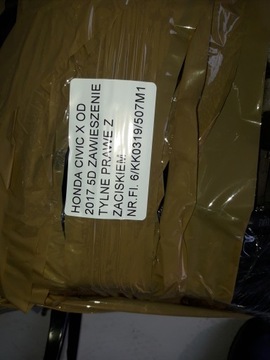 HONDA CIVIC X OD
2017 5D ZAWIESZENIE
TYLNE PRAWE Z
ZACISKIEM
NR.FI. 6/KK0319/507M1